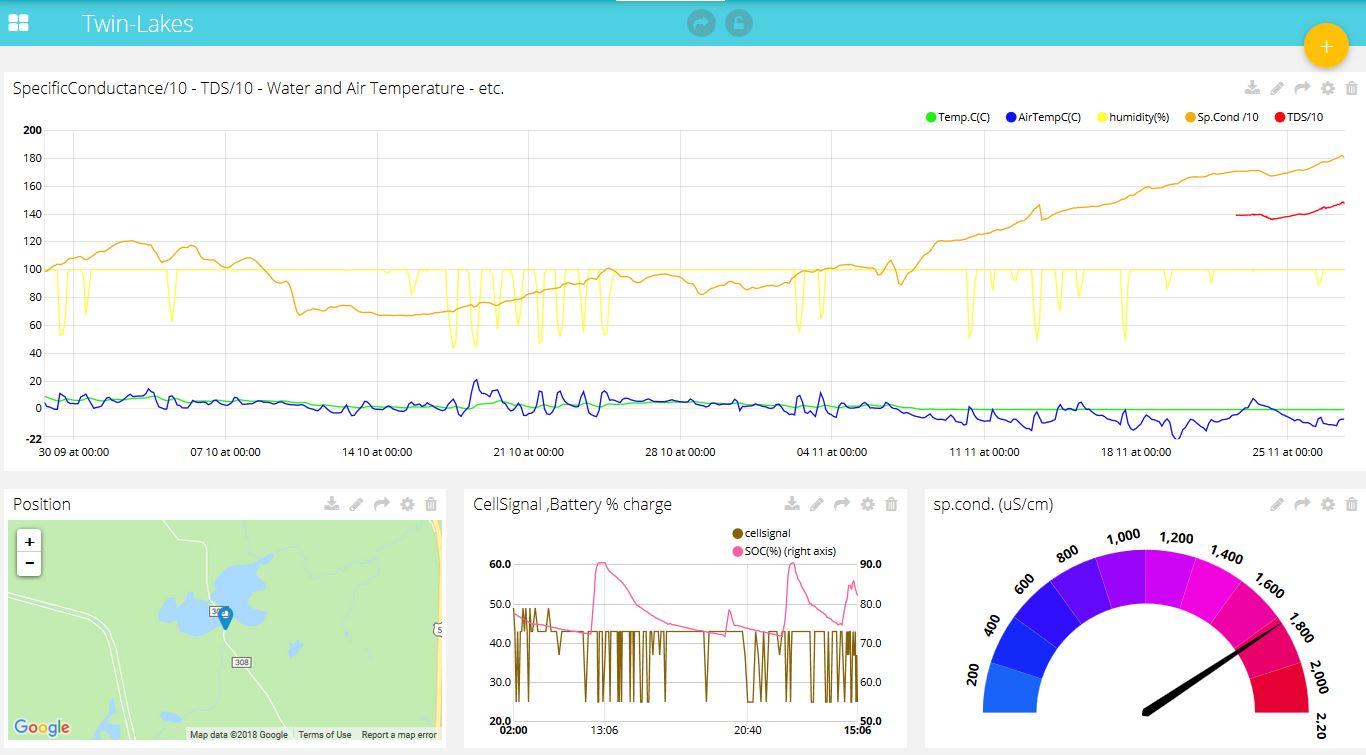 Twin-Lakes
+
SpecificConductance/10 - TDS/10 - Water and Air Temperature - etc.
Temp.C(C) AirTempC(C) humidity(%) Sp.Cond /10 TDS/10
200
180
160
140
120
100
80
60
40
20
0
-22
30 09 at 00:00 07 10 at 00:00 14 10 at 00:00 21 10 at 00:00 28 10 at 00:00 04 11 at 00:00 11 11 at 00:00 18 11 at 00:00 25 11 at 00:00
Position
+
-
308
5
Google
Map data ©2018 Google Terms of Use Report a map error
CellSignal ,Battery % charge
cellsignal
SOC(%) (right axis)
60.0 90.0
50.0 80.0
40.0 70.0
30.0 60.0
20.0 50.0
02:00 13:06 20:40 15:06
sp.cond. (uS/cm)
200
400
600
800
1,000
1,200
1,400
1,600
1,800
2,000
2,20